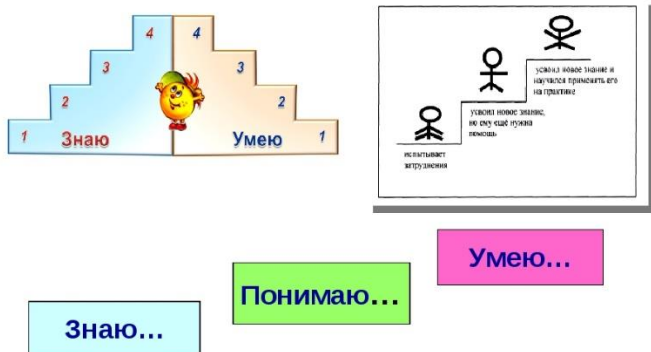 4 4
3 3
2 2
1 Знаю Умею 1
усвоил новое знание и
научился применять его
на практике
усвоил новое знание,
но ему ещё нужна
помощь
испытывает
затруднения
Умею...
Понимаю...
Знаю...